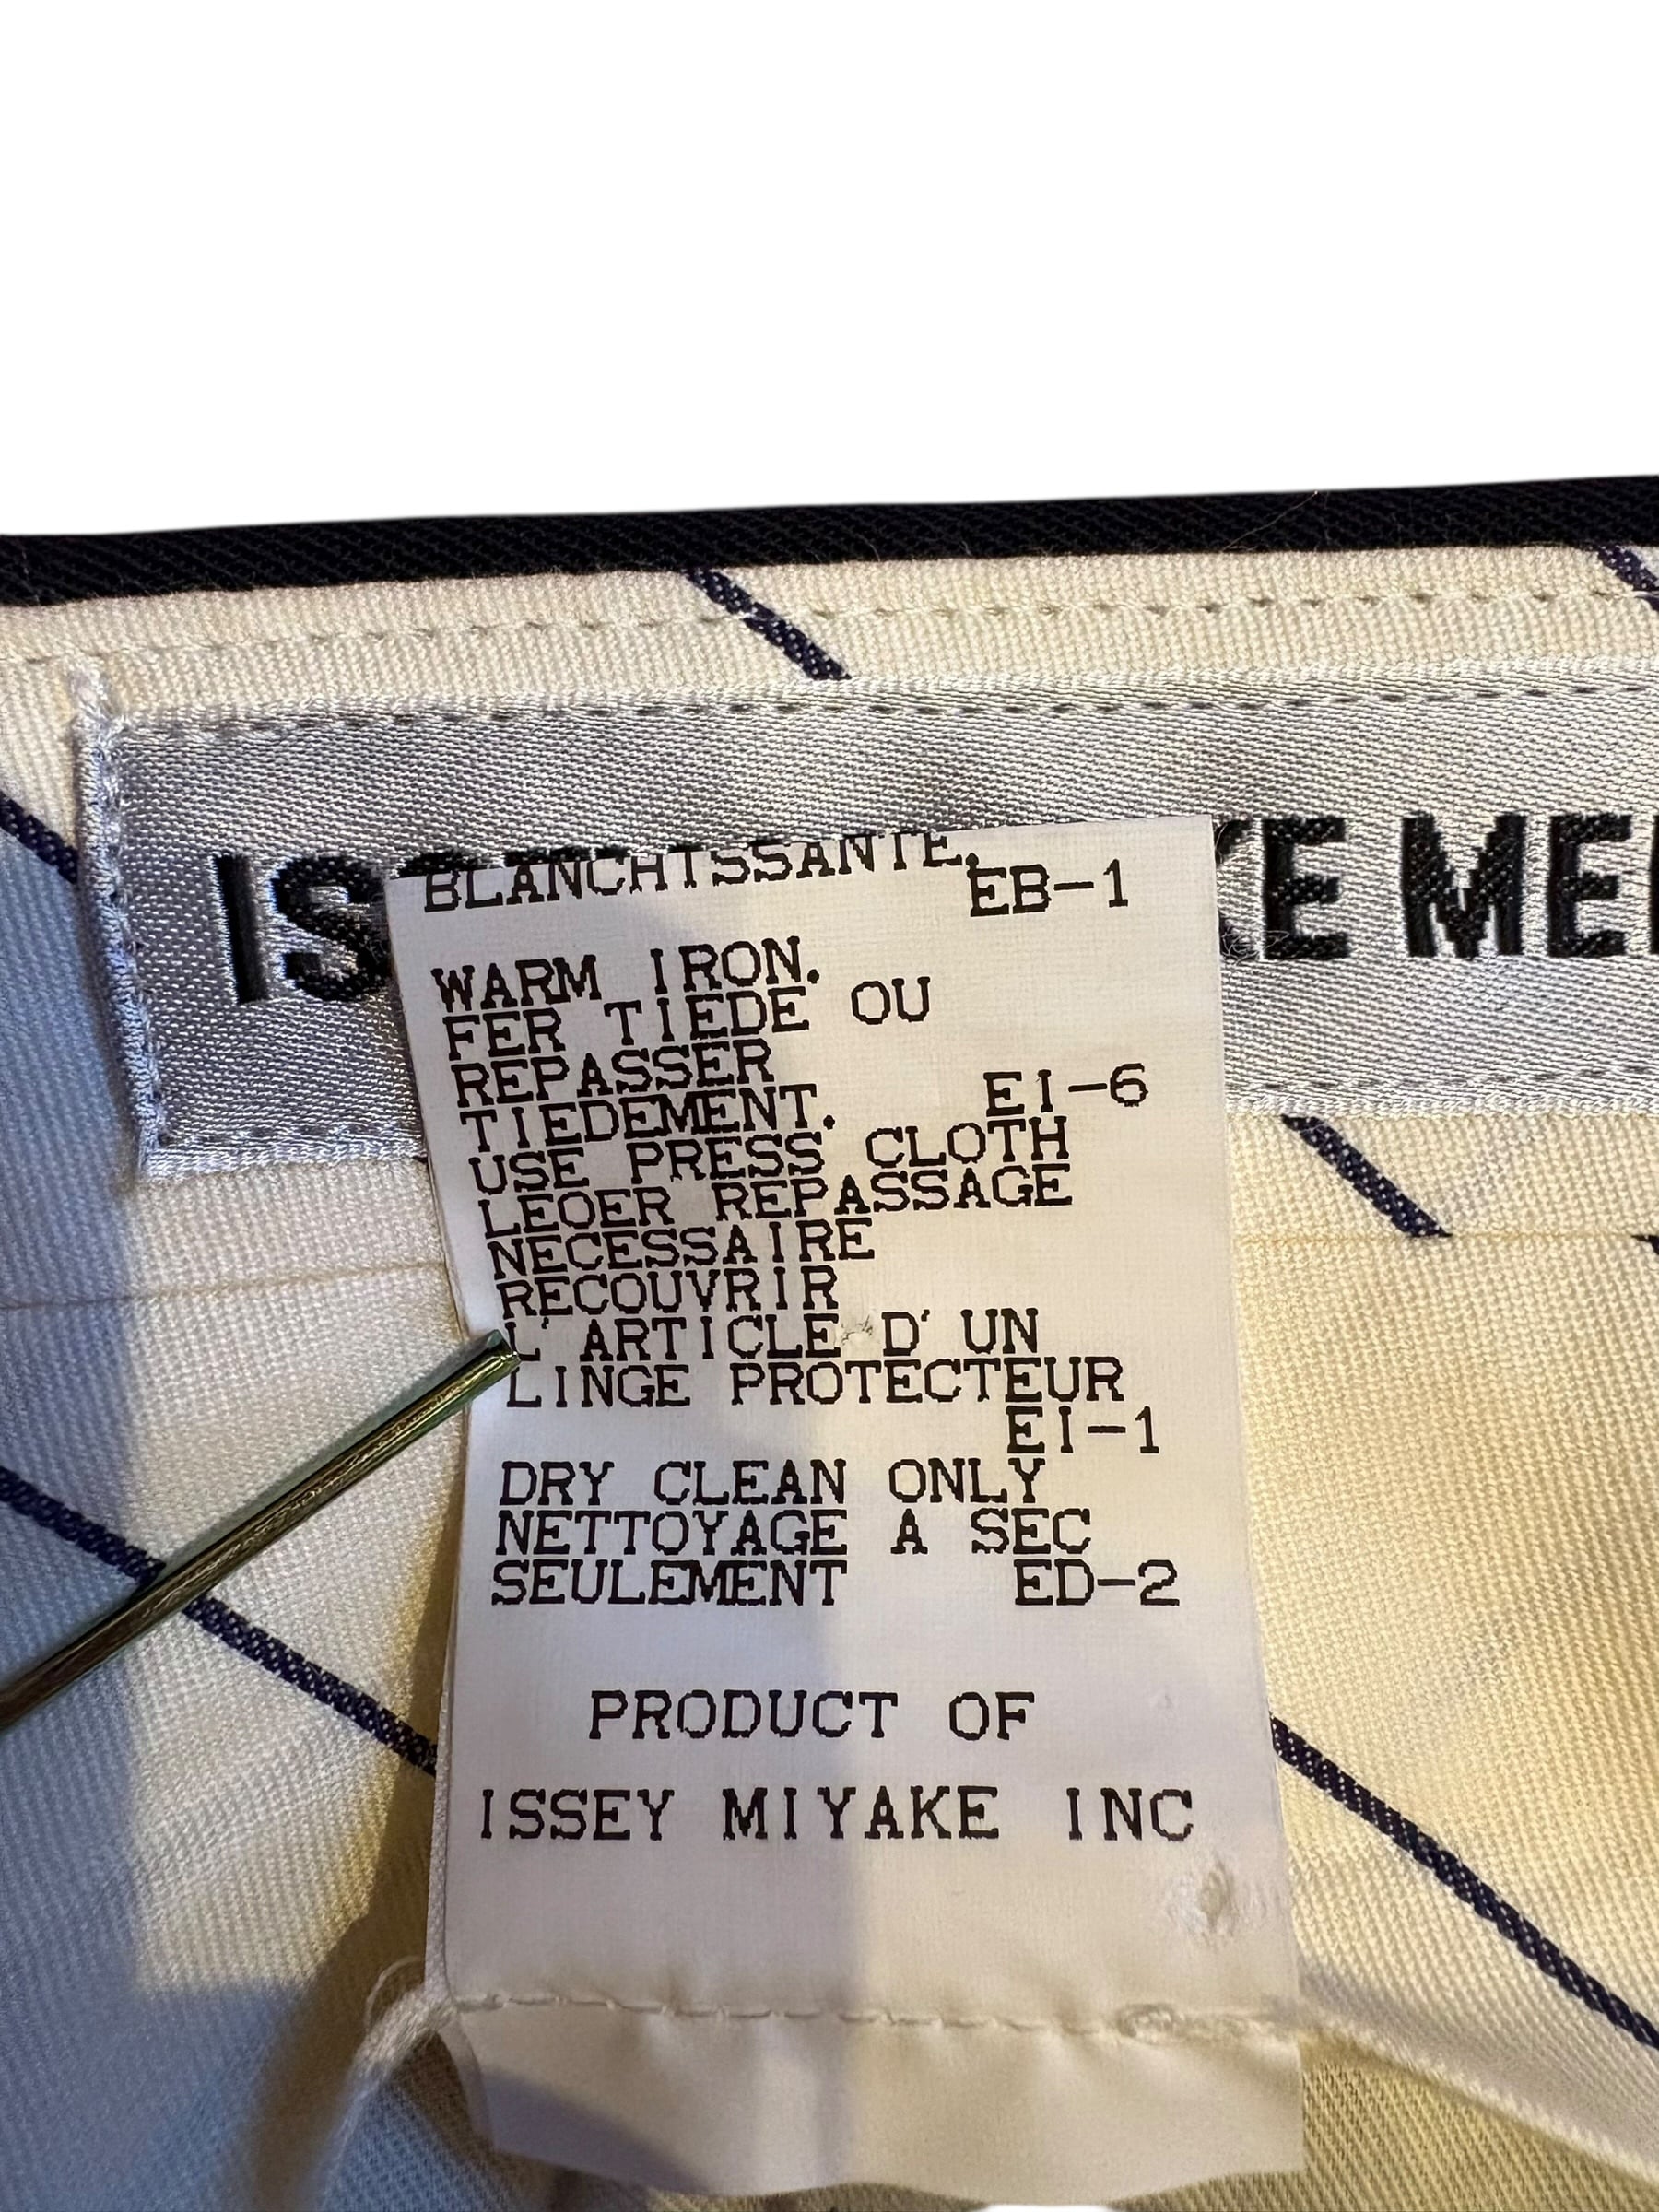 BLANCHISSANTE.
EB-1
WARM IRON.
FER TIEDE OU
REPASSER
TIEDEMENT. EI-6
USE PRESS CLOTH
LEOER REPASSAGE
NECESSAIRE
RECOUVRIR
L'ARTICLE D'UN
LINGE PROTECTEUR
EI-1
DRY CLEAN ONLY
NETTOYAGE A SEC
SEULEMENT ED-2
PRODUCT OF
ISSEY MIYAKE INC